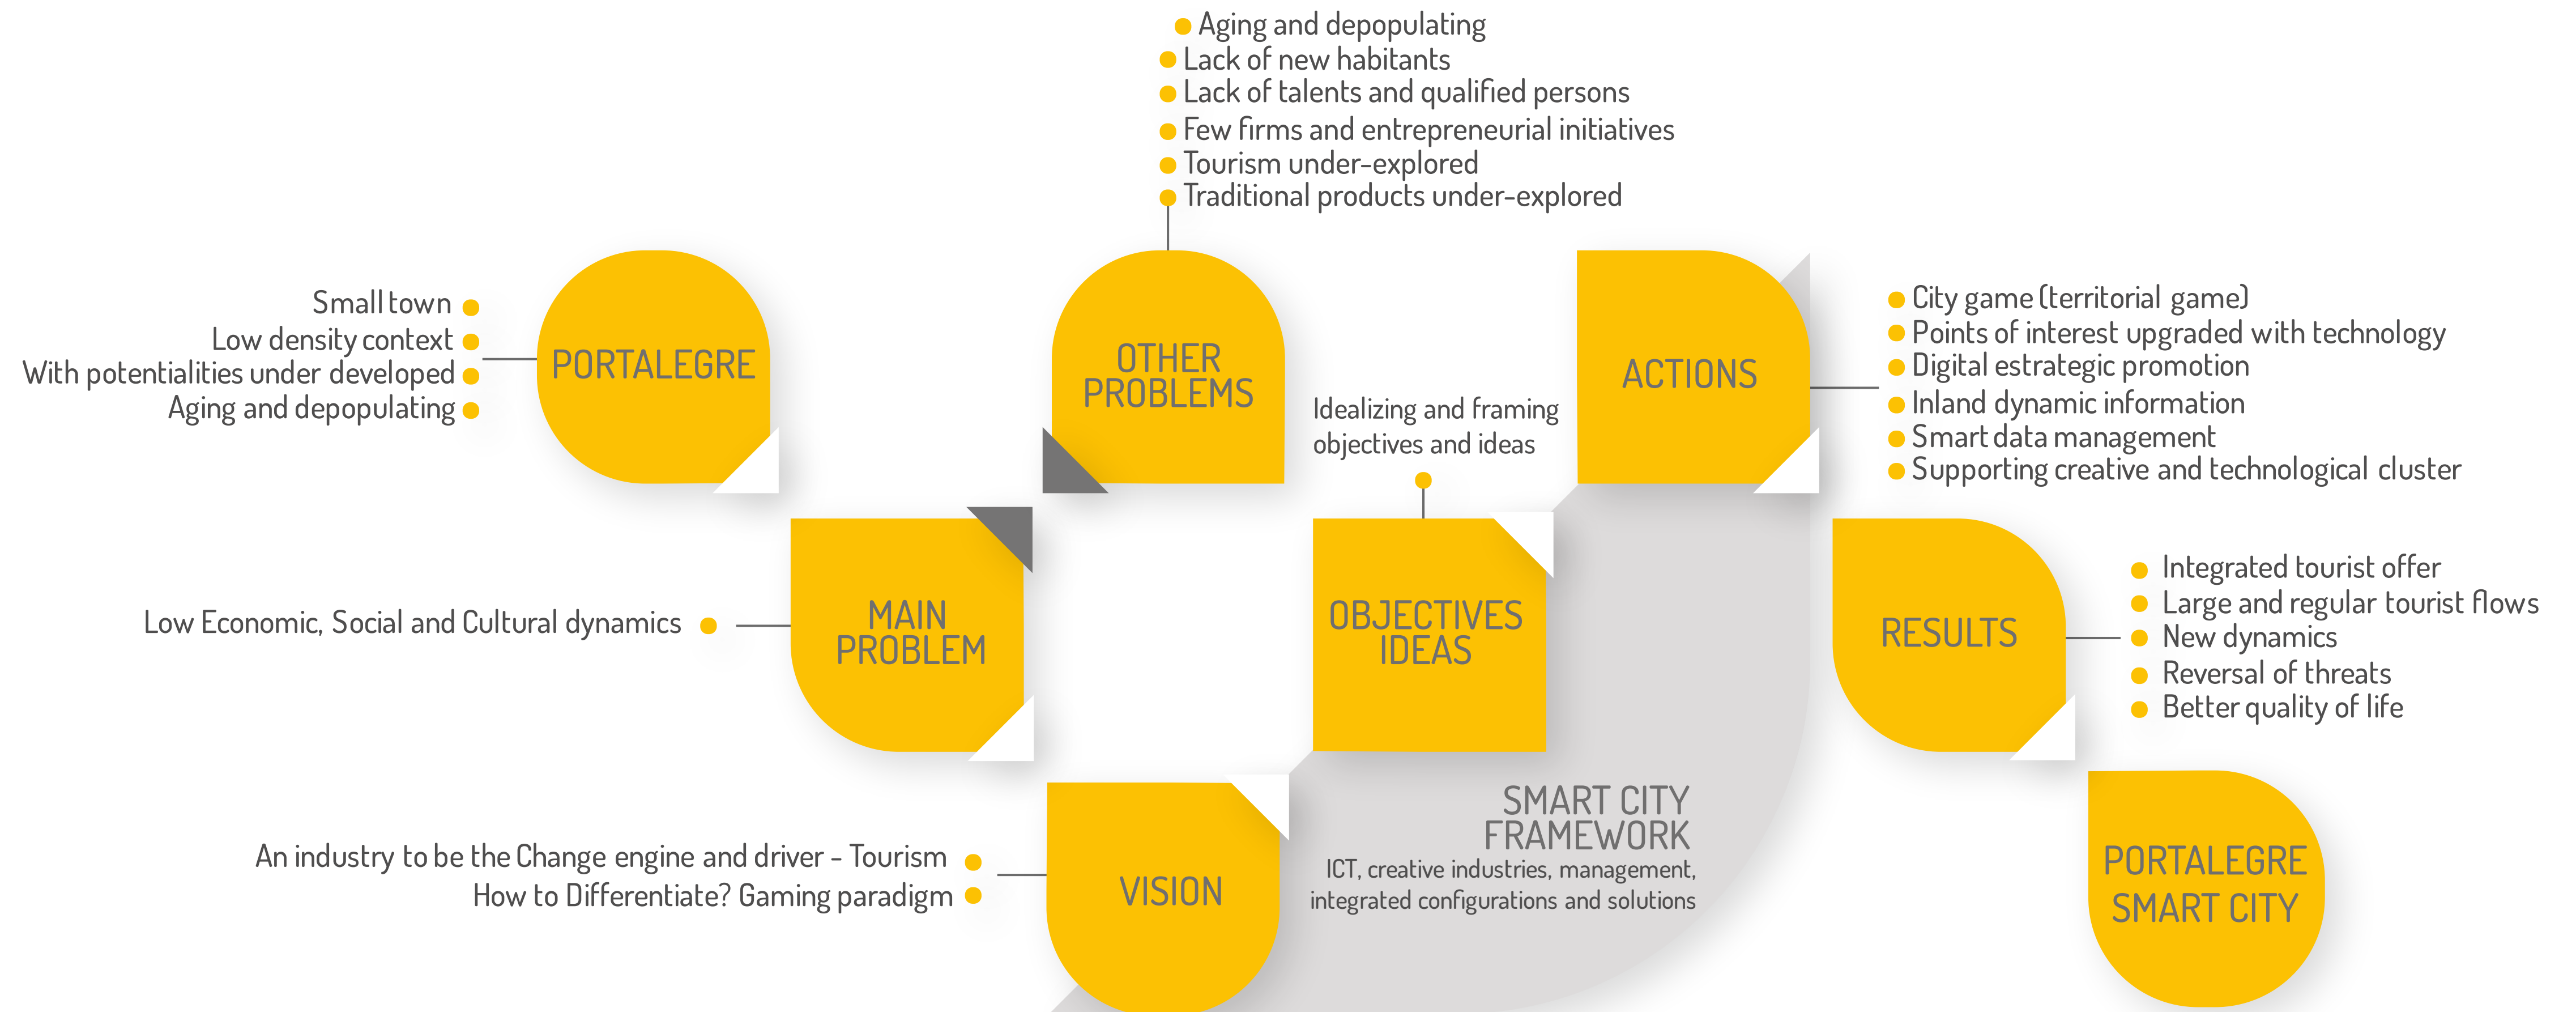 Small town
Low density context
With potentialities under developed
Aging and depopulating
PORTALEGRE
Low Economic, Social and Cultural dynamics
MAIN
PROBLEM
Aging and depopulating
Lack of new habitants
Lack of talents and qualified persons
Few firms and entrepreneurial initiatives
Tourism under-explored
Traditional products under-explored
OTHER
PROBLEMS
An industry to be the Change engine and driver - Tourism
How to Differentiate? Gaming paradigm
VISION
Idealizing and framing
objectives and ideas
OBJECTIVES
IDEAS
SMART CITY
FRAMEWORK
ICT, creative industries, management,
integrated configurations and solutions
ACTIONS
City game (territorial game)
Points of interest upgraded with technology
Digital estrategic promotion
Inland dynamic information
Smart data management
Supporting creative and technological cluster
RESULTS
Integrated tourist offer
Large and regular tourist flows
New dynamics
Reversal of threats
Better quality of life
PORTALEGRE
SMART CITY